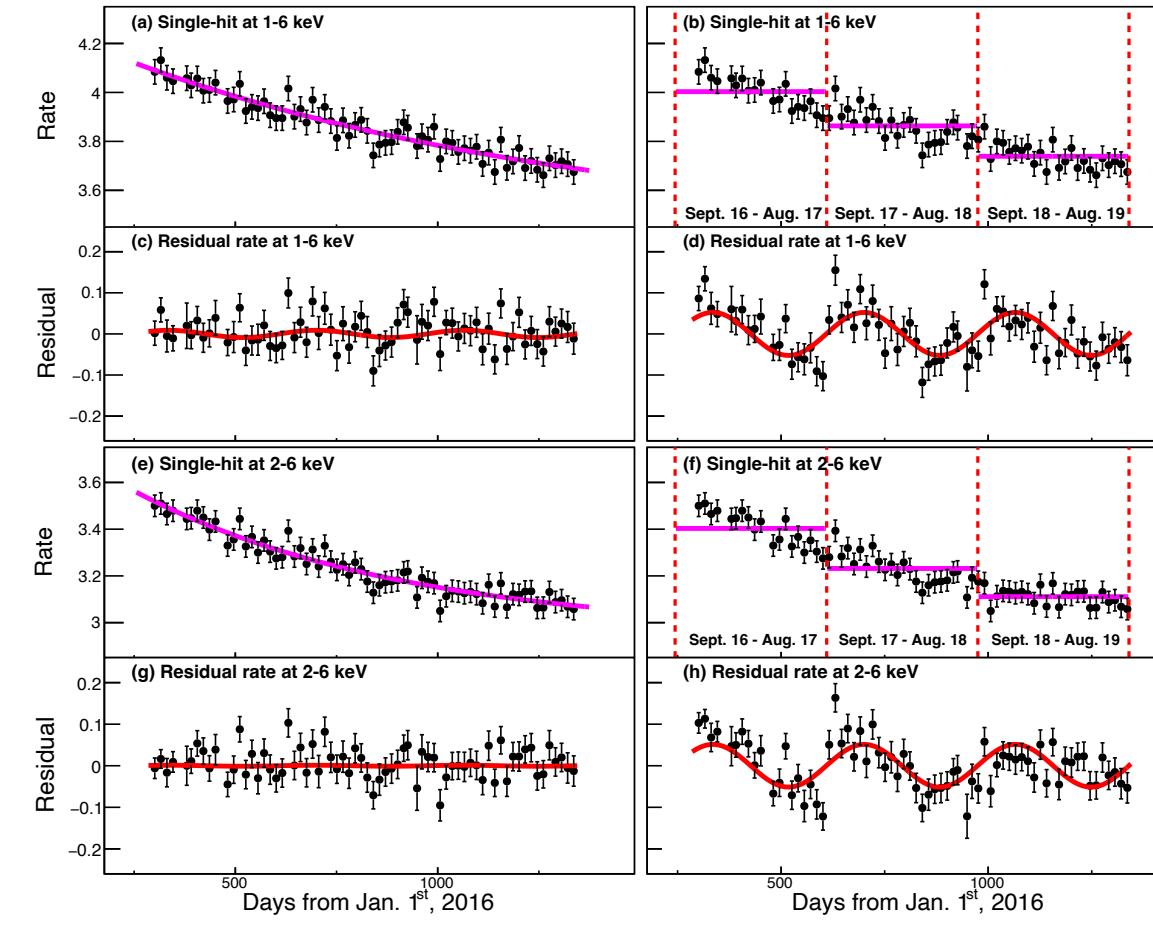 (a) Single-hit at 1-6 keV
(b) Single-hit at 1-6 keV
4.2
4
3.8
3.6
Rate
Sept. 16 - Aug. 17
Sept. 17 - Aug. 18
Sept. 18 - Aug. 19
(c) Residual rate at 1-6 keV
(d) Residual rate at 1-6 keV
0.2
0.1
0
−0.1
−0.2
Residual
(e) Single-hit at 2-6 keV
(f) Single-hit at 2-6 keV
3.6
3.4
3.2
3
Rate
Sept. 16 - Aug. 17
Sept. 17 - Aug. 18
Sept. 18 - Aug. 19
(g) Residual rate at 2-6 keV
(h) Residual rate at 2-6 keV
0.2
0.1
0
−0.1
−0.2
Residual
500
1000
500
1000
Days from Jan. 1st, 2016
Days from Jan. 1st, 2016